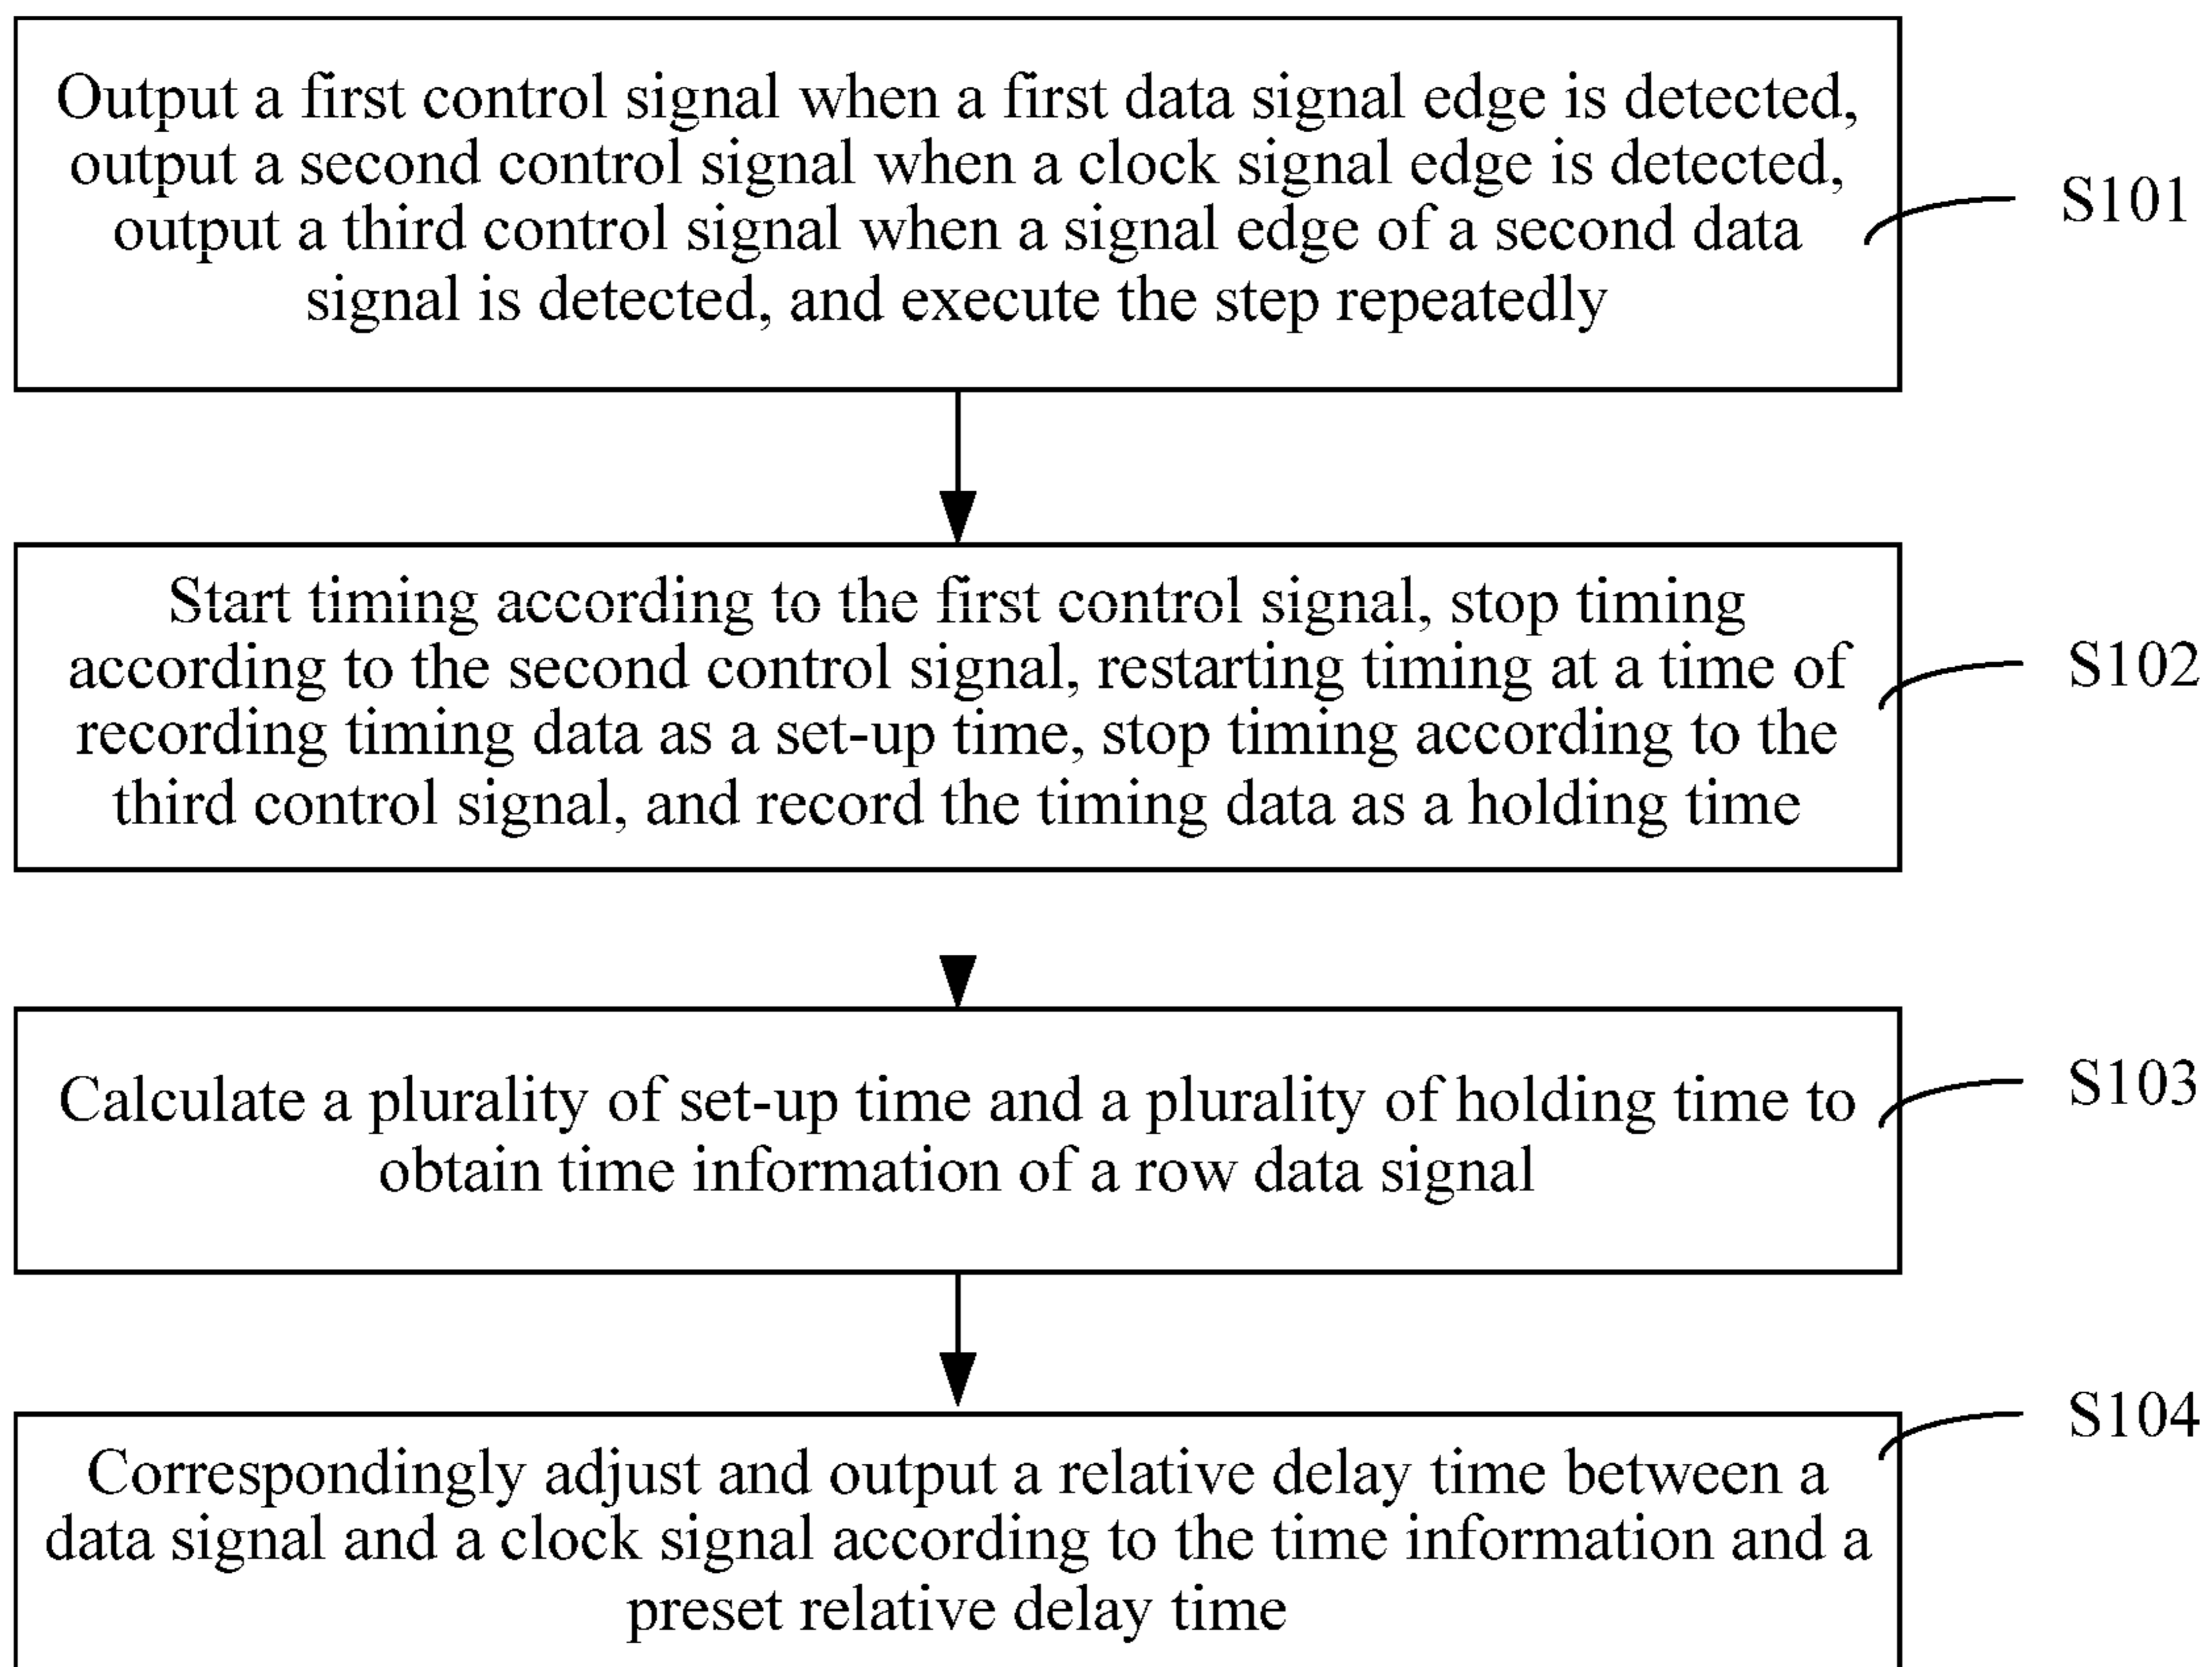 Output a first control signal when a first data signal edge is detected,
output a second control signal when a clock signal edge is detected,
output a third control signal when a signal edge of a second data
signal is detected, and execute the step repeatedly
S101
Start timing according to the first control signal, stop timing
according to the second control signal, restarting timing at a time of
recording timing data as a set-up time, stop timing according to the
third control signal, and record the timing data as a holding time
S102
Calculate a plurality of set-up time and a plurality of holding time to
obtain time information of a row data signal
S103
Correspondingly adjust and output a relative delay time between a
data signal and a clock signal according to the time information and a
preset relative delay time
S104